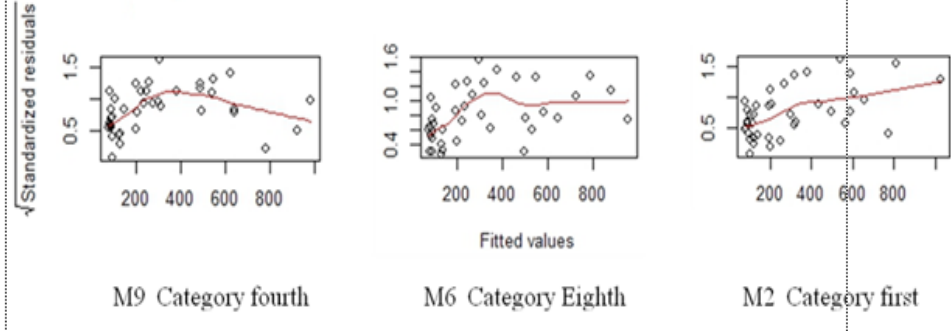 √Standardized residuals
1.5
0.5
200 400 600 800
1.6
1.0
0.4
200 400 600 800
Fitted values
1.5
0.5
200 400 600 800
M9 Category fourth
M6 Category Eighth
M2 Category first